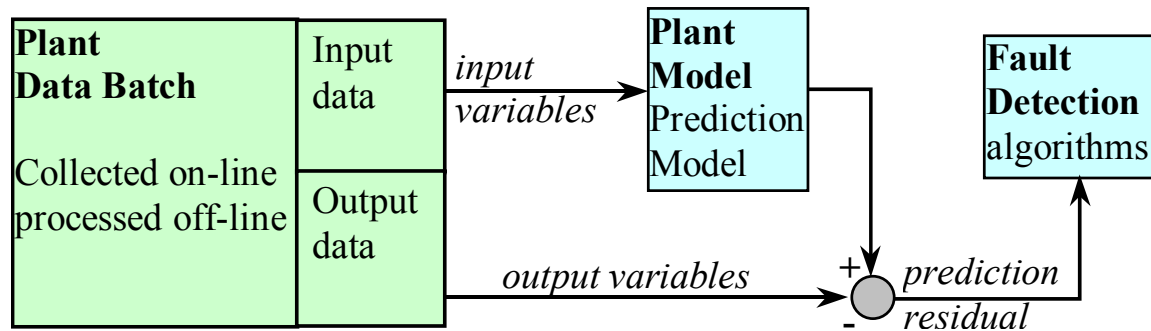 Plant
Data Batch
Collected on-line
processed off-line
Input
data
Output
data
input
variables
output variables
Plant
Model
Prediction
Model
+
-
prediction
residual
Fault
Detection
algorithms